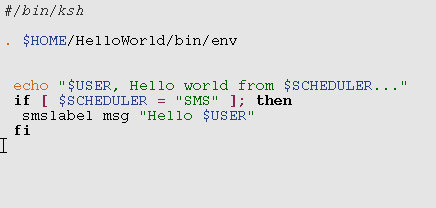 #/bin/ksh
. $HOME/HelloWorld/bin/env
echo "$USER, Hello world from $SCHEDULER..."
if [ $SCHEDULER = "SMS" ]; then
smslabel msg "Hello $USER"
fi